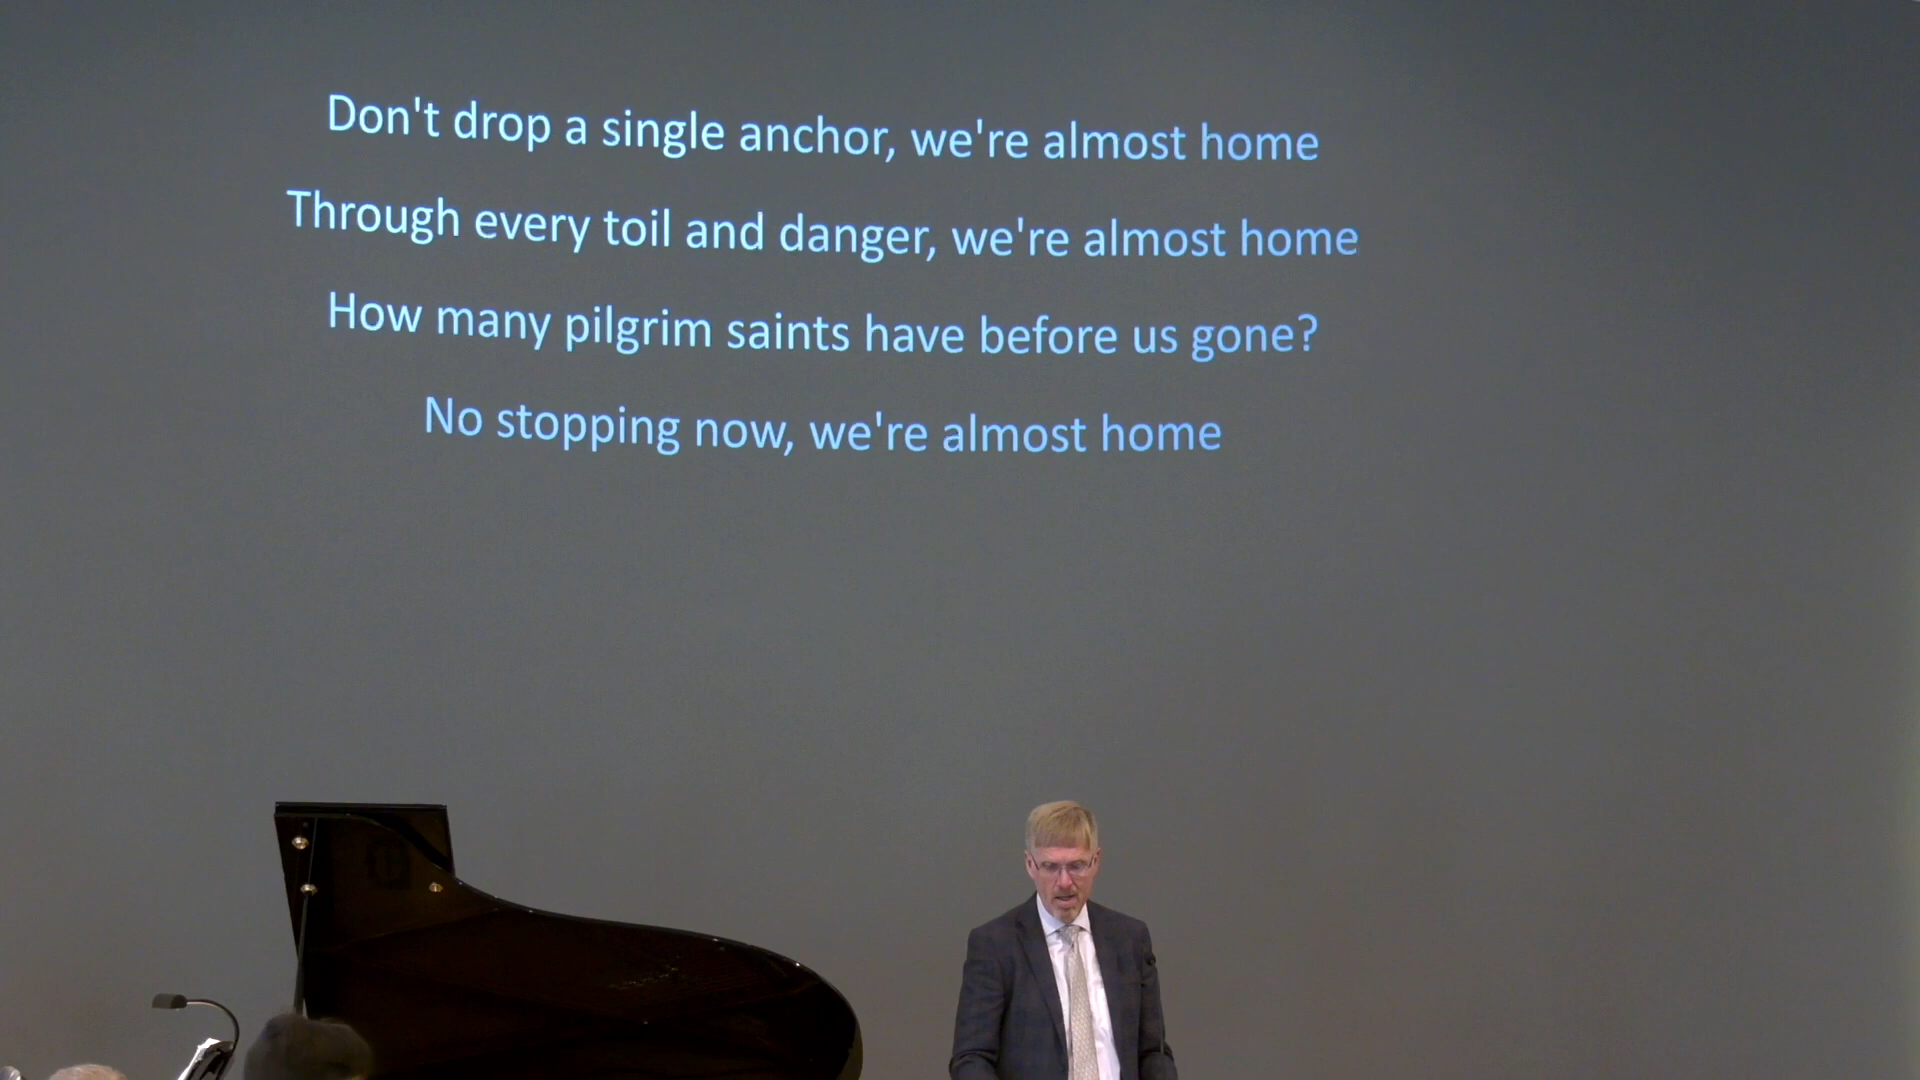 Don't drop a single anchor, we're almost home
Through every toil and danger, we're almost home
How many pilgrim saints have before us gone?
No stopping now, we're almost home